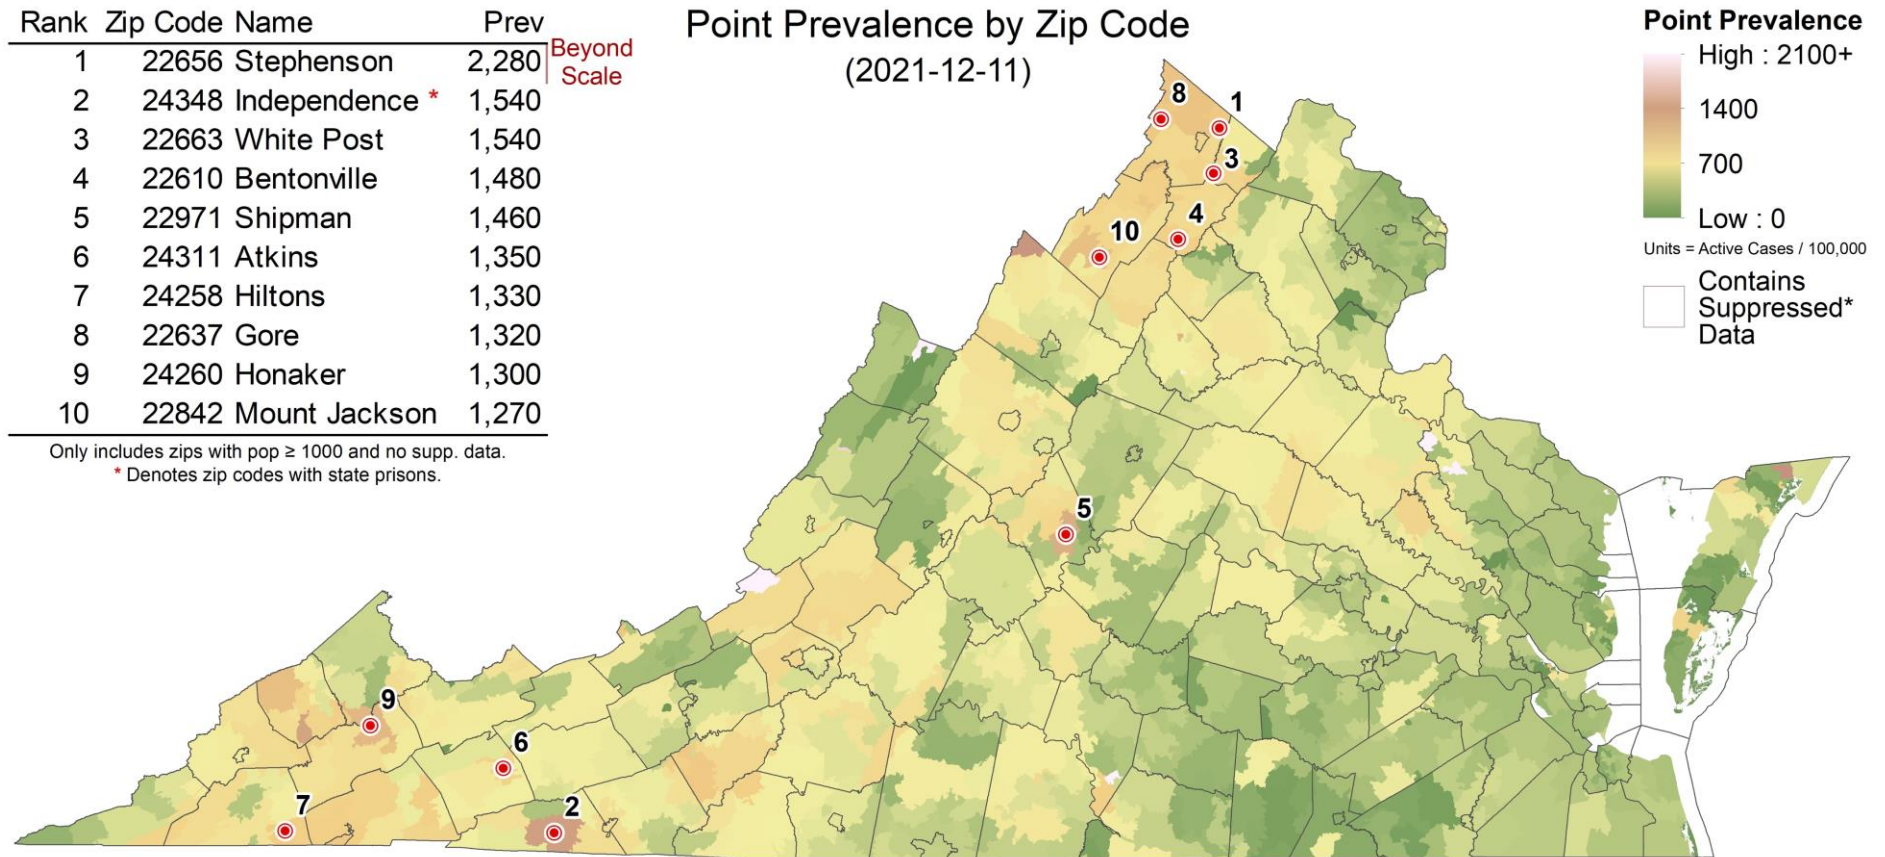 Point Prevalence by Zip Code
(2021-12-11)
Rank Zip Code Name Prev
1 22656 Stephenson 2,280
2 24348 Independence * 1,540
3 22663 White Post 1,540
4 22610 Bentonville 1,480
5 22971 Shipman 1,460
6 24311 Atkins 1,350
7 24258 Hiltons 1,330
8 22637 Gore 1,320
9 24260 Honaker 1,300
10 22842 Mount Jackson 1,270
Beyond
Scale
Only includes zips with pop ≥ 1000 and no supp. data.
* Denotes zip codes with state prisons.
Point Prevalence
High : 2100+
1400
700
Low : 0
Units = Active Cases / 100,000
Contains
Suppressed*
Data
8
1
3
4
10
5
9
6
7
2